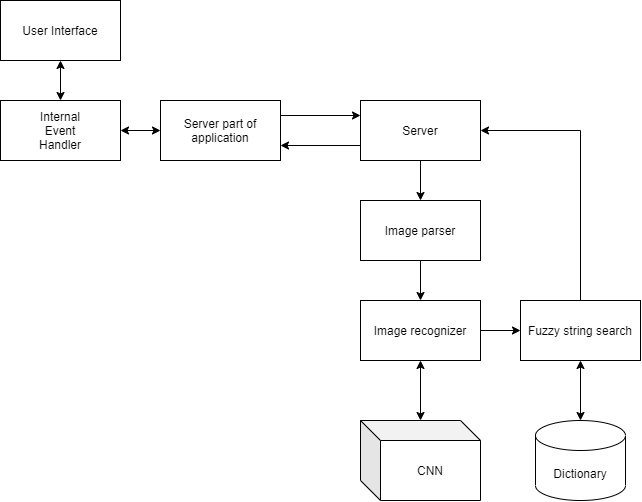 User Interface
Internal
Event
Handler
Server part of
application
Server
Image parser
Image recognizer
Fuzzy string search
CNN
Dictionary